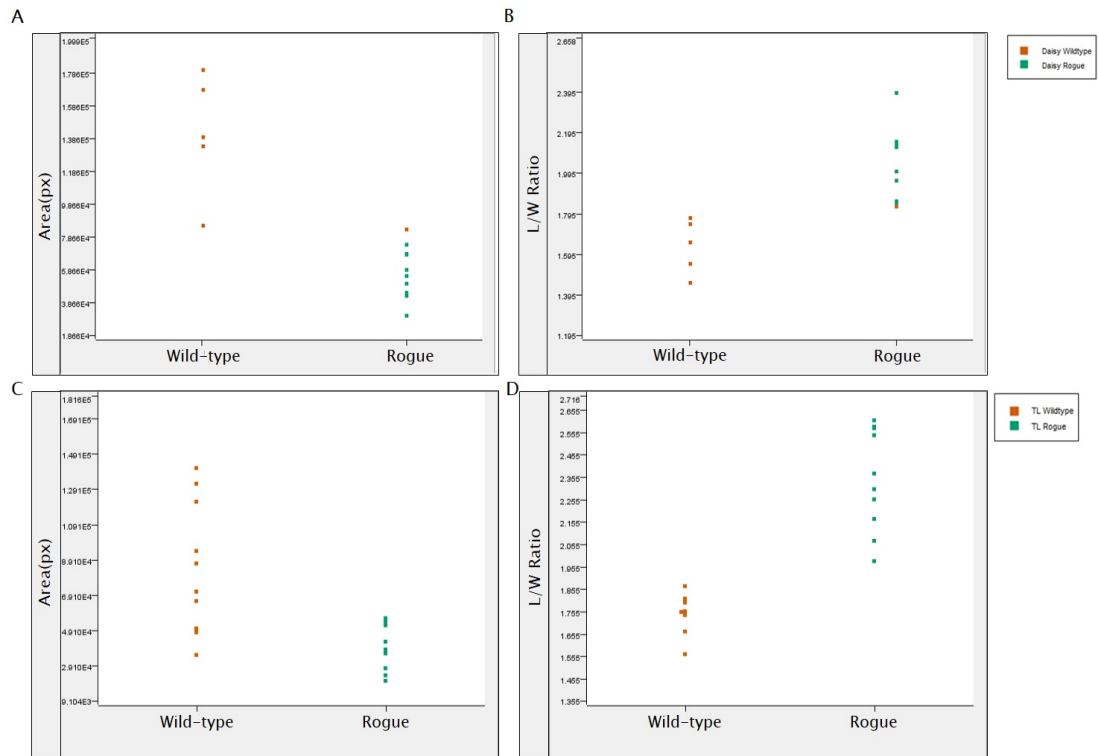 A
Area(px)
1.999E5
1.786E5
1.586E5
1.386E5
1.186E5
9.866E4
7.866E4
5.866E4
3.866E4
1.866E4
Wild-type
Rogue
B
L/W Ratio
2.658
2.395
2.195
1.995
1.795
1.595
1.395
1.195
Wild-type
Rogue
Daisy Wildtype
Daisy Rogue
C
Area(px)
1.816E5
1.691E5
1.491E5
1.291E5
1.091E5
8.910E4
6.910E4
4.910E4
2.910E4
9.104E3
Wild-type
Rogue
D
L/W Ratio
2.716
2.655
2.555
2.455
2.355
2.255
2.155
2.055
1.955
1.855
1.755
1.655
1.555
1.455
1.355
Wild-type
Rogue
TL Wildtype
TL Rogue